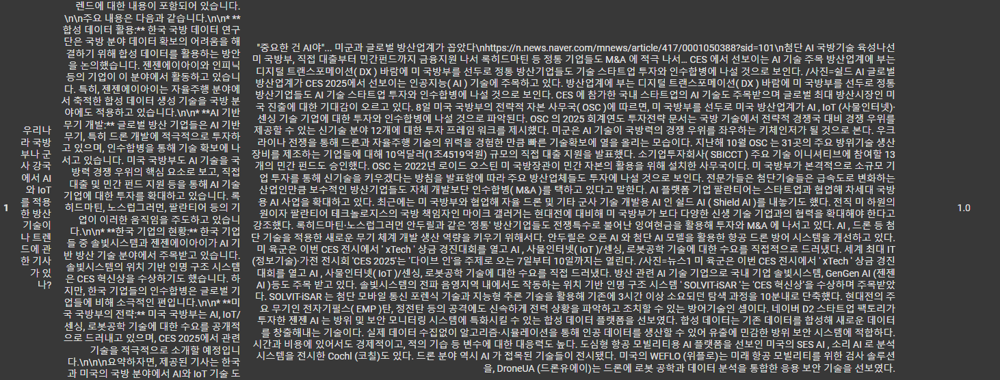 1
우리나
라 국방
부나 군
사 강국
에서 AI
와 IoT
를 적용
한 방산
기술이
나 트렌
드에 관
한 기사
가 있
나?
렌드에 대한 내용이 포함되어 있습니다.
\n\n주요 내용은 다음과 같습니다.\n\n* **
합성 데이터 활용:** 한국 국방 데이터 연구
단은 국방 분야 데이터 확보의 어려움을 해
결하기 위해 합성 데이터를 활용하는 방안
을 논의했습니다. 젠젠에이아이와 인피닉
등의 기업이 이 분야에서 활동하고 있습니
다. 특히, 젠젠에이아이는 자율주행 분야에
서 축적한 합성 데이터 생성 기술을 국방 분
야에도 적용하고 있습니다.\n\n* **AI 기반
무기 개발:** 글로벌 방산 기업들은 AI 기반
무기, 특히 드론 개발에 적극적으로 투자하
고 있으며, 인수합병을 통해 기술 확보에 나
서고 있습니다. 미국 국방부도 AI 기술을 국
방력 경쟁 우위의 핵심 요소로 보고, 직접
대출 및 민간 펀드 지원 등을 통해 AI 기술
기업에 대한 투자를 확대하고 있습니다. 록
히드마틴, 노스럽그러먼, 팔란티어 등의 기
업이 이러한 움직임을 주도하고 있습니
다.\n\n* **한국 기업의 현황:** 한국 기업
들 중 솔빛시스템과 젠젠에이아이가 AI 기
반 방산 기술 분야에서 주목받고 있습니다.
솔빛시스템의 위치 기반 인명 구조 시스템
은 CES 혁신상을 수상하기도 했습니다. 하
지만, 한국 기업들의 인수합병은 글로벌 기
업들에 비해 소극적인 편입니다.\n\n* **미
국 국방부의 전략:** 미국 국방부는 AI, IoT/
센싱, 로봇공학 기술에 대한 수요를 공개적
으로 드러내고 있으며, CES 2025에서 관련
기술을 적극적으로 소개할 예정입니
다.\n\n\n요약하자면, 제공된 기사는 한국
과 미국의 국방 분야에서 AI와 IoT 기술 도
"중요한 건 AI야"... 미군과 글로벌 방산업계가 꼽았다\nhttps://n.news.naver.com/mnews/article/417/0001050388?sid=101\n첨단 AI 국방기술 육성나선
미 국방부, 직접 대출부터 민간펀드까지 금융지원 나서 록히드마틴 등 정통 기업들도 M&A 에 적극 나서… CES 에서 선보이는 AI 기술 주목 방산업계에 부는
디지털 트랜스포메이션( DX ) 바람에 미 국방부를 선두로 정통 방산기업들도 기술 스타트업 투자와 인수합병에 나설 것으로 보인다. /사진=쉴드 AI 글로벌
방산업계가 CES 2025에서 선보이는 인공지능( AI ) 기술에 주목하고 있다. 방산업계에 부는 디지털 트랜스포메이션( DX ) 바람에 미 국방부를 선두로 정통
방산기업들도 AI 기술 스타트업 투자와 인수합병에 나설 것으로 보인다. CES 에 참가한 국내 스타트업의 AI 기술도 주목받으며 글로벌 최대 방산시장인 미
국 진출에 대한 기대감이 오르고 있다. 8일 미국 국방부의 전략적 자본 사무국( OSC )에 따르면, 미 국방부를 선두로 미국 방산업계가 AI , IoT (사물인터넷)·
센싱 기술 기업에 대한 투자와 인수합병에 나설 것으로 파악된다. OSC 의 2025 회계연도 투자전략 문서는 국방 기술에서 전략적 경쟁국 대비 경쟁 우위를
제공할 수 있는 신기술 분야 12개에 대한 투자 프레임 워크를 제시했다. 미군은 AI 기술이 국방력의 경쟁 우위를 좌우하는 키체인저가 될 것으로 본다. 우크
라이나 전쟁을 통해 드론과 자율주행 기술의 위력을 경험한 만큼 빠른 기술확보에 열을 올리는 모습이다. 지난해 10월 OSC 는 31곳의 주요 방위기술 생산
장비를 제조하는 기업들에 대해 10억달러(1조4519억원) 규모의 직접 대출 지원을 발표했다. 소기업투자회사( SBICCT ) 주요 기술 이니셔티브에 참여할 13
개의 민간 펀드도 승인했다. OSC 는 2022년 로이드 오스틴 미 국방장관이 민간 자본의 활용을 위해 설치한 사무국이다. 미 국방부가 본격적으로 소규모 기
업 투자를 통해 신기술을 키우겠다는 방침을 발표함에 따라 주요 방산업체들도 투자에 나설 것으로 보인다. 전문가들은 첨단기술들은 급속도로 변화하는
산업인만큼 보수적인 방산기업들도 자체 개발보단 인수합병( M&A )를 택하고 있다고 말한다. AI 플랫폼 기업 팔란티어는 스타트업과 협업해 차세대 국방
용 AI 사업을 확대하고 있다. 최근에는 미 국방부와 협업해 자율 드론 및 기타 군사 기술 개발용 AI 인 쉴드 AI ( Shield AI )를 내놓기도 했다. 전직 미 하원의
원이자 팔란티어 테크놀로지스의 국방 책임자인 마이크 갤러거는 현대전에 대비해 미 국방부가 보다 다양한 신생 기술 기업과의 협력을 확대해야 한다고
강조했다. 록히드마틴·노스럽그러먼 안두릴과 같은 '정통' 방산기업들도 전쟁특수로 불어난 잉여현금을 활용해 투자와 M&A 에 나서고 있다. AI , 드론 등 첨
단 기술을 적용한 새로운 무기 체계 개발 생산 역량을 키우기 위해서다. 안두릴은 오픈 AI 와 첨단 AI 모델을 활용한 항공 드론 방어 시스템을 개선하고 있다.
미 육군은 이번 CES 전시에서 ' xTech ' 상금 경진대회를 열고 AI , 사물인터넷( IoT )/센싱, 로봇공학 기술에 대한 수요를 직접적으로 드러냈다. 세계 최대 IT
(정보기술)·가전 전시회 'CES 2025'는 '다이브 인'을 주제로 오는 7일부터 10일까지는 열린다. /사진=뉴스1 미 육군은 이번 CES 전시에서 ' xTech ' 상금 경진
대회를 열고 AI , 사물인터넷( IoT )/센싱, 로봇공학 기술에 대한 수요를 직접 드러냈다. 방산 관련 AI 기술 기업으로 국내 기업 솔빛시스템, GenGen AI (젠젠
AI )등도 주목 받고 있다. 솔빛시스템의 전파 음영지역 내에서도 작동하는 위치 기반 인명 구조 시스템 ' SOLVIT-iSAR '는 'CES 혁신상'을 수상하며 주목받았
다. SOLVIT-iSAR 는 첨단 모바일 통신 포렌식 기술과 지능형 추론 기술을 활용해 기존에 3시간 이상 소요되던 탐색 과정을 10분내로 단축했다. 현대전의 주
요 무기인 전자기펄스( EMP )탄, 정전탄 등의 공격에도 신속하게 전력 상황을 파악하고 조치할 수 있는 방어기술인 셈이다. 네이버 D2 스타트업 팩토리가
투자한 젠젠 AI 는 방위 및 보안 모니터링 시스템에 특화시킬 수 있는 합성 데이터 플랫폼을 선보였다. 합성 데이터는 기존 데이터를 합성해 새로운 데이터
를 창출해내는 기술이다. 실제 데이터 수집없이 알고리즘·시뮬레이션을 통해 인공 데이터를 생산할 수 있어 유출에 민감한 방위 보안 시스템에 적합하다.
시간과 비용에 있어서도 경제적이고, 적의 기습 등 변수에 대한 대응력도 높다. 도심형 항공 모빌리티용 AI 플랫폼을 선보인 미국의 SES AI , 소리 AI 로 분석
시스템을 전시한 Cochl (코칠)도 있다. 드론 분야 역시 AI 가 접목된 기술들이 전시됐다. 미국의 WEFLO (위플로)는 미래 항공 모빌리티를 위한 검사 솔루션
을, DroneUA (드론유에이)는 드론에 로봇 공학과 데이터 분석을 통합한 응용 보안 기술을 선보였다.
1.0